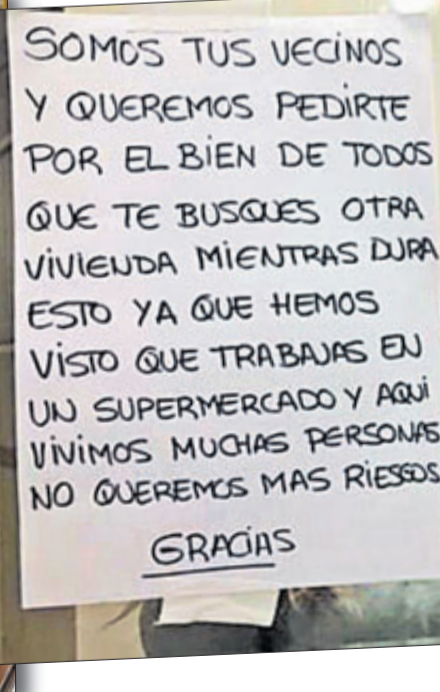 SOMOS TUS VECINOS
Y QUEREMOS PEDIRTE
POR EL BIEN DE TODOS
QUE TE BUSQUES OTRA
VIVIENDA MIENTRAS DURA
ESTO YA QUE HEMOS
VISTO QUE TRABAJAS EN
UN SUPERMERCADO Y AQUI
VIVIMOS MUCHAS PERSONAS
NO QUEREMOS MAS RIESGOS
GRACIAS